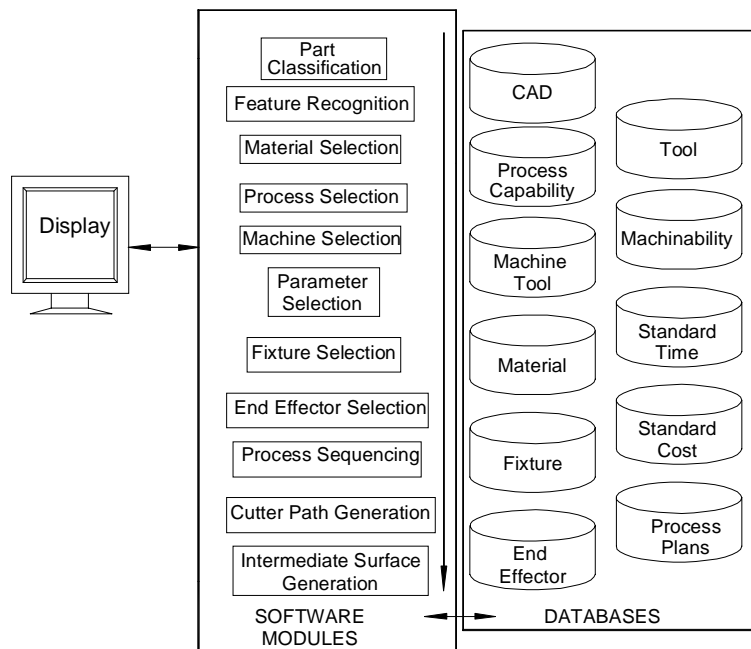 Display
Part
Classification
Feature Recognition
Material Selection
Process Selection
Machine Selection
Parameter
Selection
Fixture Selection
End Effector Selection
Process Sequencing
Cutter Path Generation
Intermediate Surface
Generation
SOFTWARE
MODULES
CAD
Process
Capability
Machine
Tool
Material
Fixture
End
Effector
Tool
Machinability
Standard
Time
Standard
Cost
Process
Plans
DATABASES